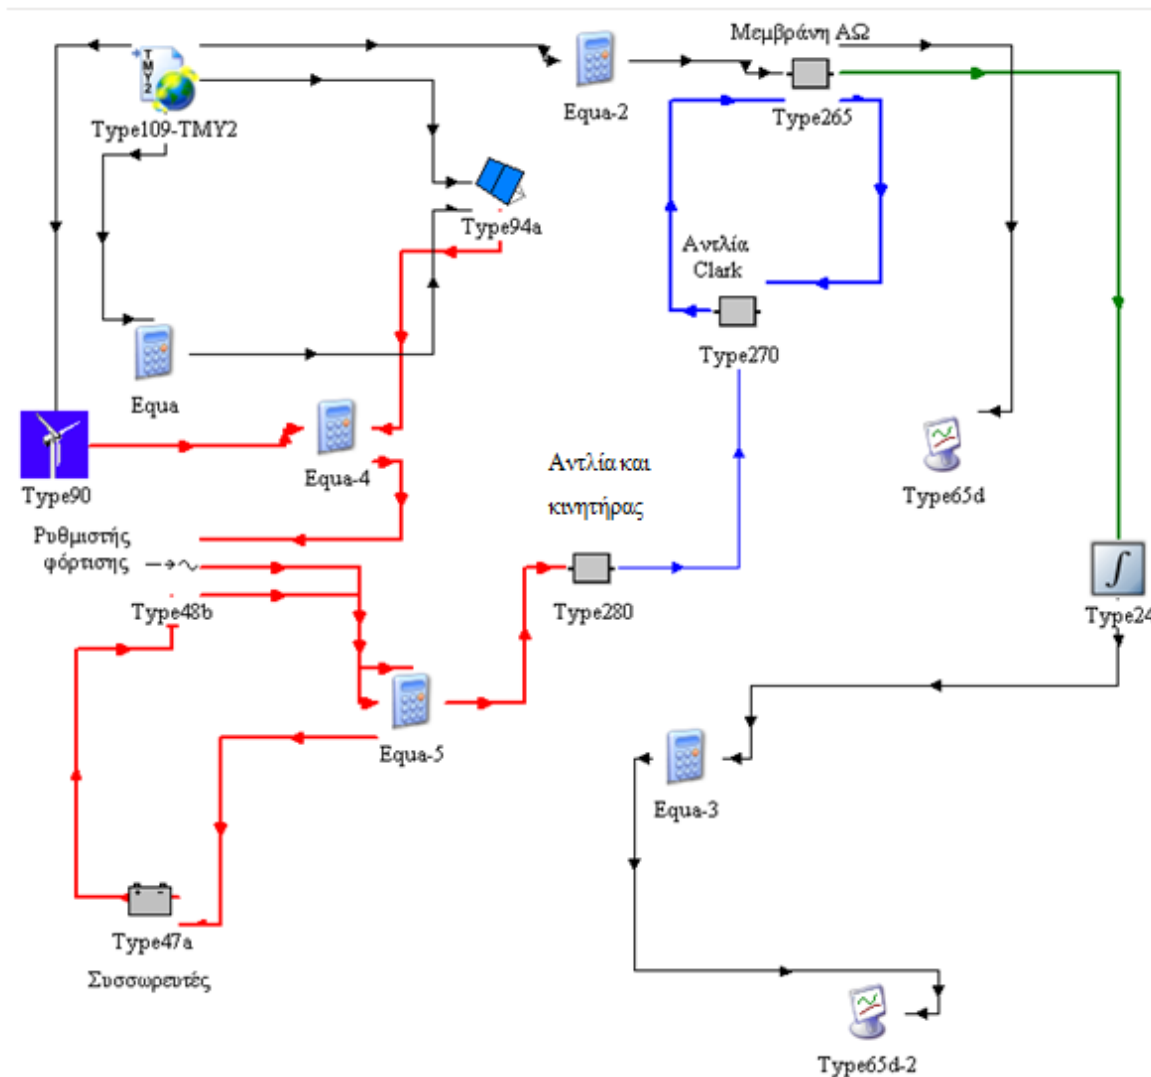 Μεμβράνη ΑΩ
TMY2
Type109-TMY2
Equa-2
Type265
Type94a
Αντλία
Clark
Type270
Equa
Type90
Equa-4
Αντλία και
κινητήρας
Type65d
Ρυθμιστής
φόρτισης
Type48b
Type280
Type24
Equa-5
Equa-3
Type47a
Συσσωρευτές
Type65d-2